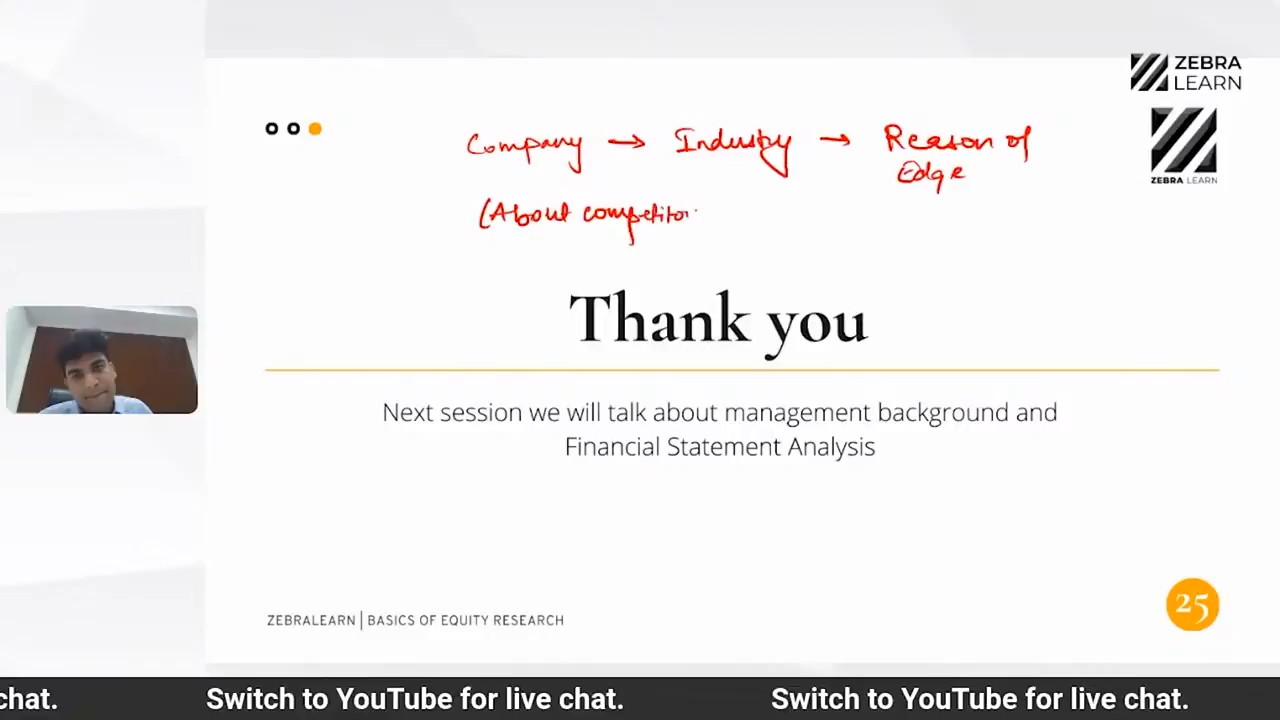 ZEBRA
LEARN
Company → Industry → Reason of
Edge
ZEBRA LEARN
(About competitor
Thank you
Next session we will talk about management background and
Financial Statement Analysis
ZEBRALEARN | BASICS OF EQUITY RESEARCH
25
chat. Switch to YouTube for live chat. Switch to YouTube for live chat.